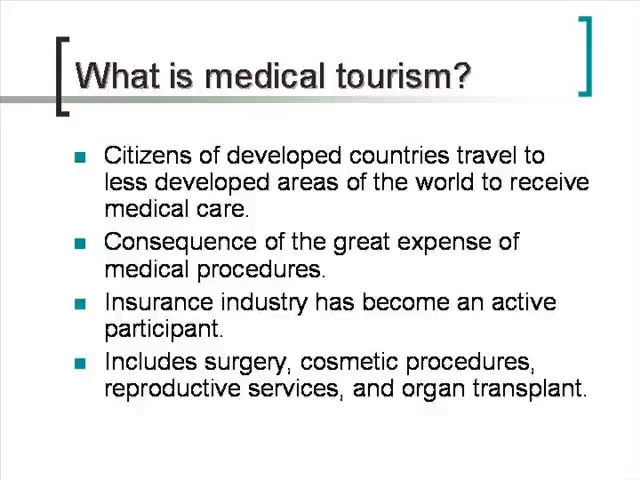 What is medical tourism?
Citizens of developed countries travel to
less developed areas of the world to receive
medical care.
Consequence of the great expense of
medical procedures.
Insurance industry has become an active
participant.
Includes surgery, cosmetic procedures,
reproductive services, and organ transplant.